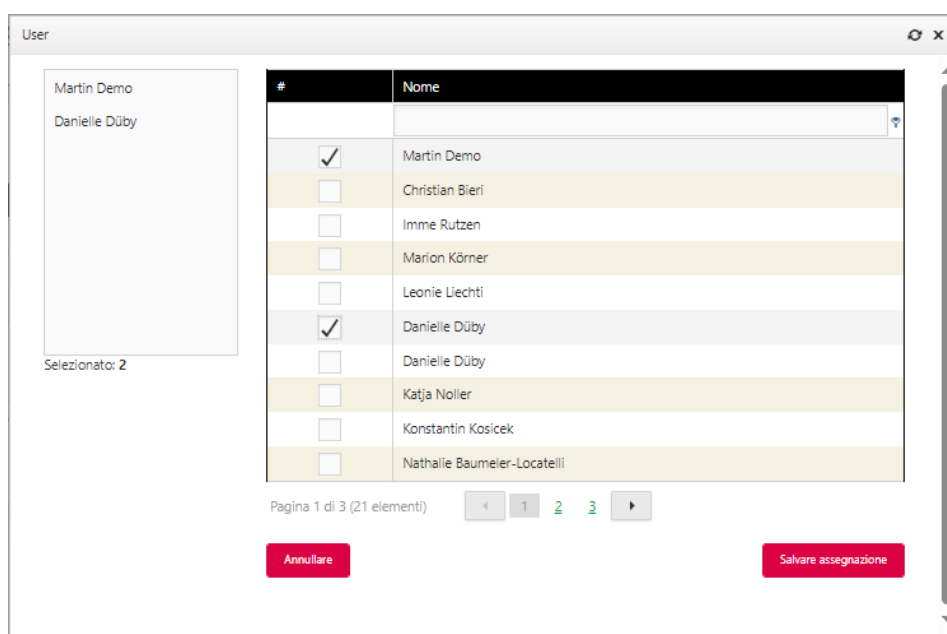 User
Martin Demo
Danielle Düby
Selezionato: 2
# Nome
Martin Demo
Christian Bieri
Imme Rutzen
Marion Körner
Leonie Liechti
Danielle Düby
Danielle Düby
Katja Noller
Konstantin Kosicek
Nathalie Baumeler-Locatelli
Pagina 1 di 3 (21 elementi) 1 2 3
Annullare Salvare assegnazione